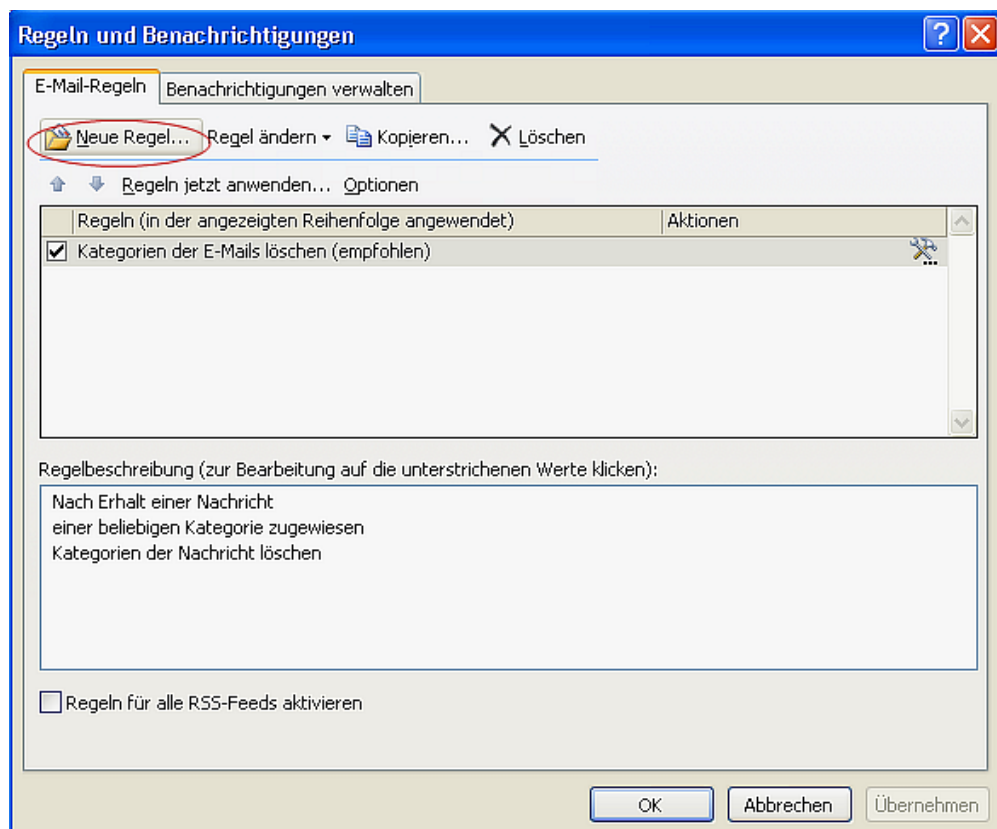 Regeln und Benachrichtigungen
E-Mail-Regeln Benachrichtigungen verwalten
Neue Regel... Regel ändern Kopieren... Löschen
Regeln jetzt anwenden... Optionen
Regeln (in der angezeigten Reihenfolge angewendet) Aktionen
Kategorien der E-Mails löschen (empfohlen)
Regelbeschreibung (zur Bearbeitung auf die unterstrichenen Werte klicken):
Nach Erhalt einer Nachricht
einer beliebigen Kategorie zugewiesen
Kategorien der Nachricht löschen
Regeln für alle RSS-Feeds aktivieren
OK Abbrechen Übernehmen